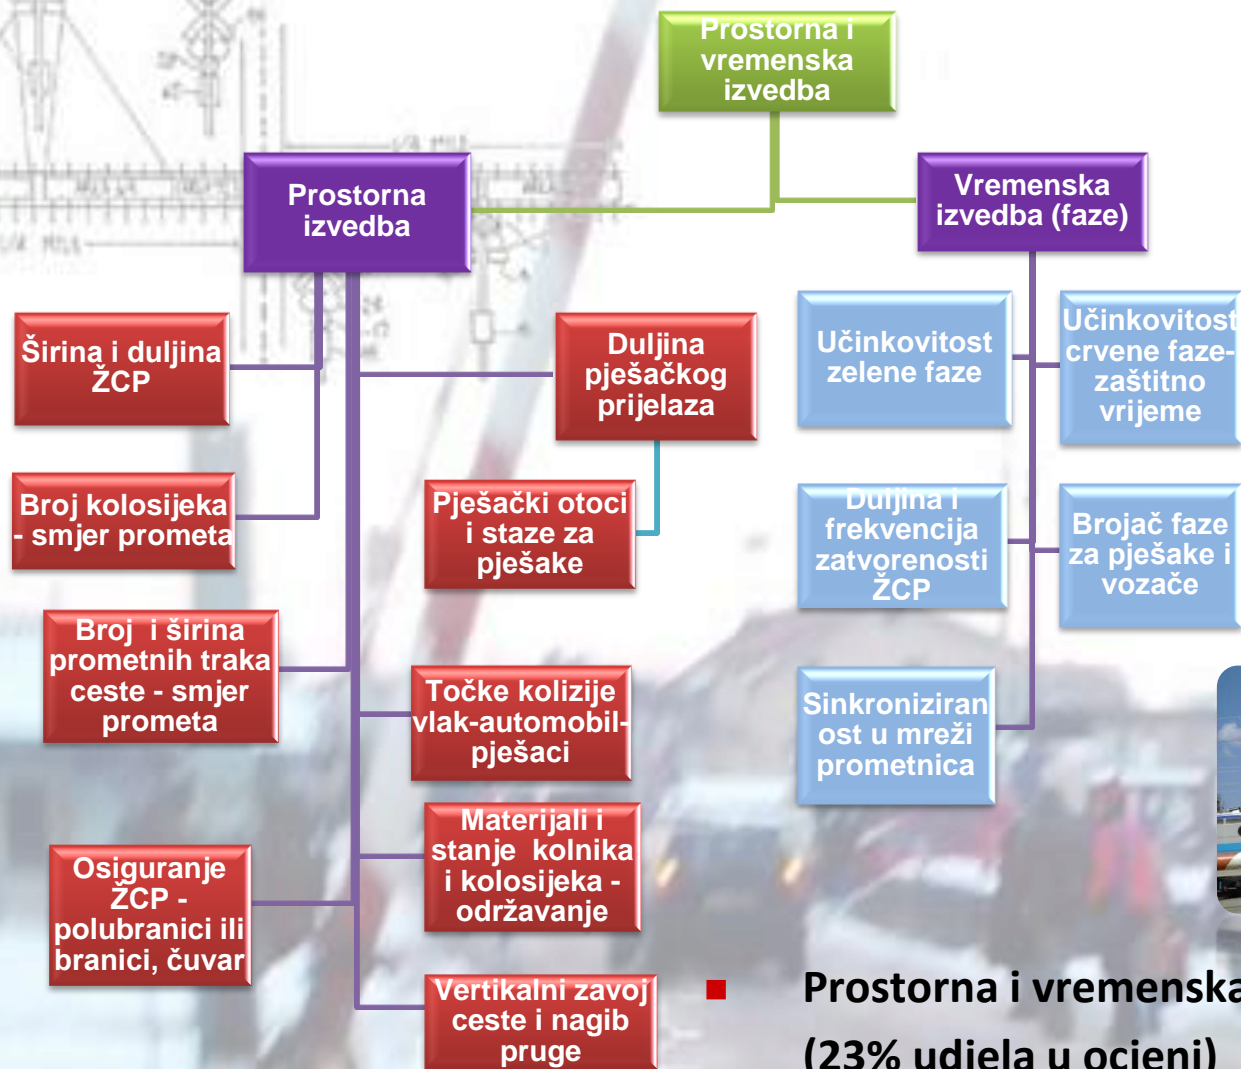 Prostorna i
vremenska
izvedba
Prostorna
izvedba
Vremenska
izvedba (faze)
Širina i duljina
ŽCP
Duljina
pješačkog
prijelaza
Učinkovitost
zelene faze
Učinkovitost
crvene faze-
zaštitno
vrijeme
Broj kolosijeka
- smjer prometa
Pješački otoci
i staze za
pješake
Duljina i
frekvencija
zatvorenosti
ŽCP
Brojač faze
za pješake i
vozače
Broj i širina
prometnih traka
ceste - smjer
prometa
Točke kolizije
vlak-automobil-
pješaci
Sinkroniziran
ost u mreži
prometnica
Osiguranje
ŽCP -
polubranici ili
branici, čuvar
Materijali i
stanje kolnika
i kolosijeka -
održavanje
Vertikalni zavoj
ceste i nagib
pruge
Prostorna i vremenska
(23% udjela u ocjeni)